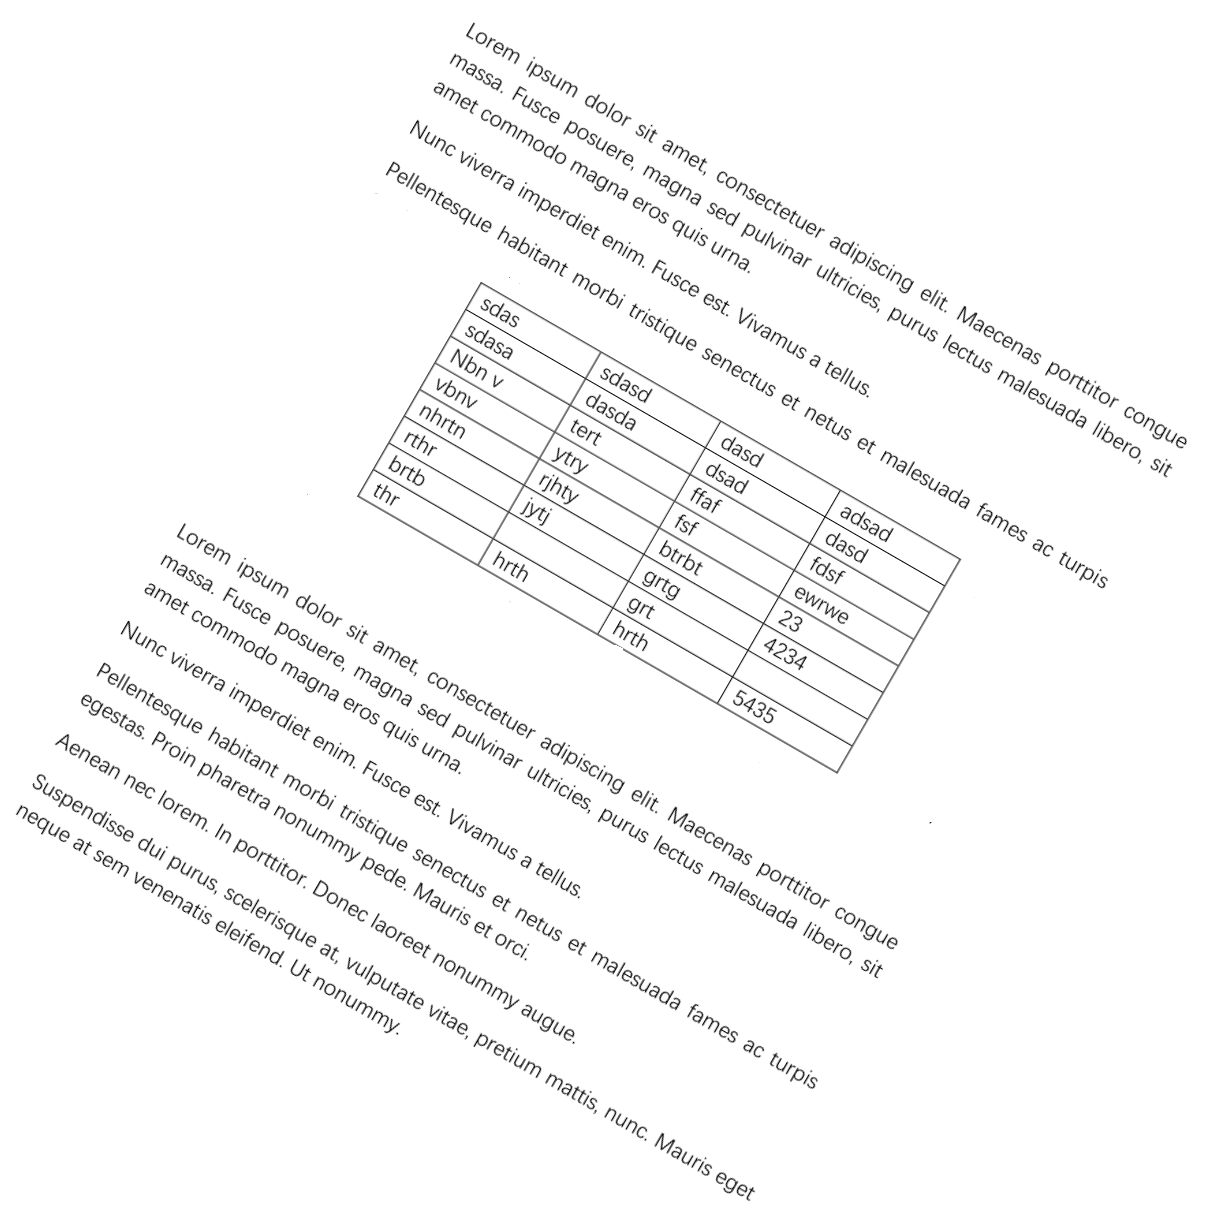 Lorem ipsum dolor sit amet, consectetuer adipiscing elit. Maecenas porttitor congue
massa. Fusce posuere, magna sed pulvinar ultricies, purus lectus malesuada libero, sit
amet commodo magna eros quis urna.
Nunc viverra imperdiet enim. Fusce est. Vivamus a tellus.
Pellentesque habitant morbi tristique senectus et netus et malesuada fames ac turpis
sdas sdasd dasd adsad
sdasa dasda dsad dasd
Nbn v tert ffaf fdsf
vbnv ytry fsf ewrwe
nhrtn rjhty btrbt 23
rthr jytj grtg 4234
brtb grt
thr hrth hrth 5435
Lorem ipsum dolor sit amet, consectetuer adipiscing elit. Maecenas porttitor congue
massa. Fusce posuere, magna sed pulvinar ultricies, purus lectus malesuada libero, sit
amet commodo magna eros quis urna.
Nunc viverra imperdiet enim. Fusce est. Vivamus a tellus.
Pellentesque habitant morbi tristique senectus et netus et malesuada fames ac turpis
egestas. Proin pharetra nonummy pede. Mauris et orci.
Aenean nec lorem. In porttitor. Donec laoreet nonummy augue.
Suspendisse dui purus, scelerisque at, vulputate vitae, pretium mattis, nunc. Mauris eget
neque at sem venenatis eleifend. Ut nonummy.